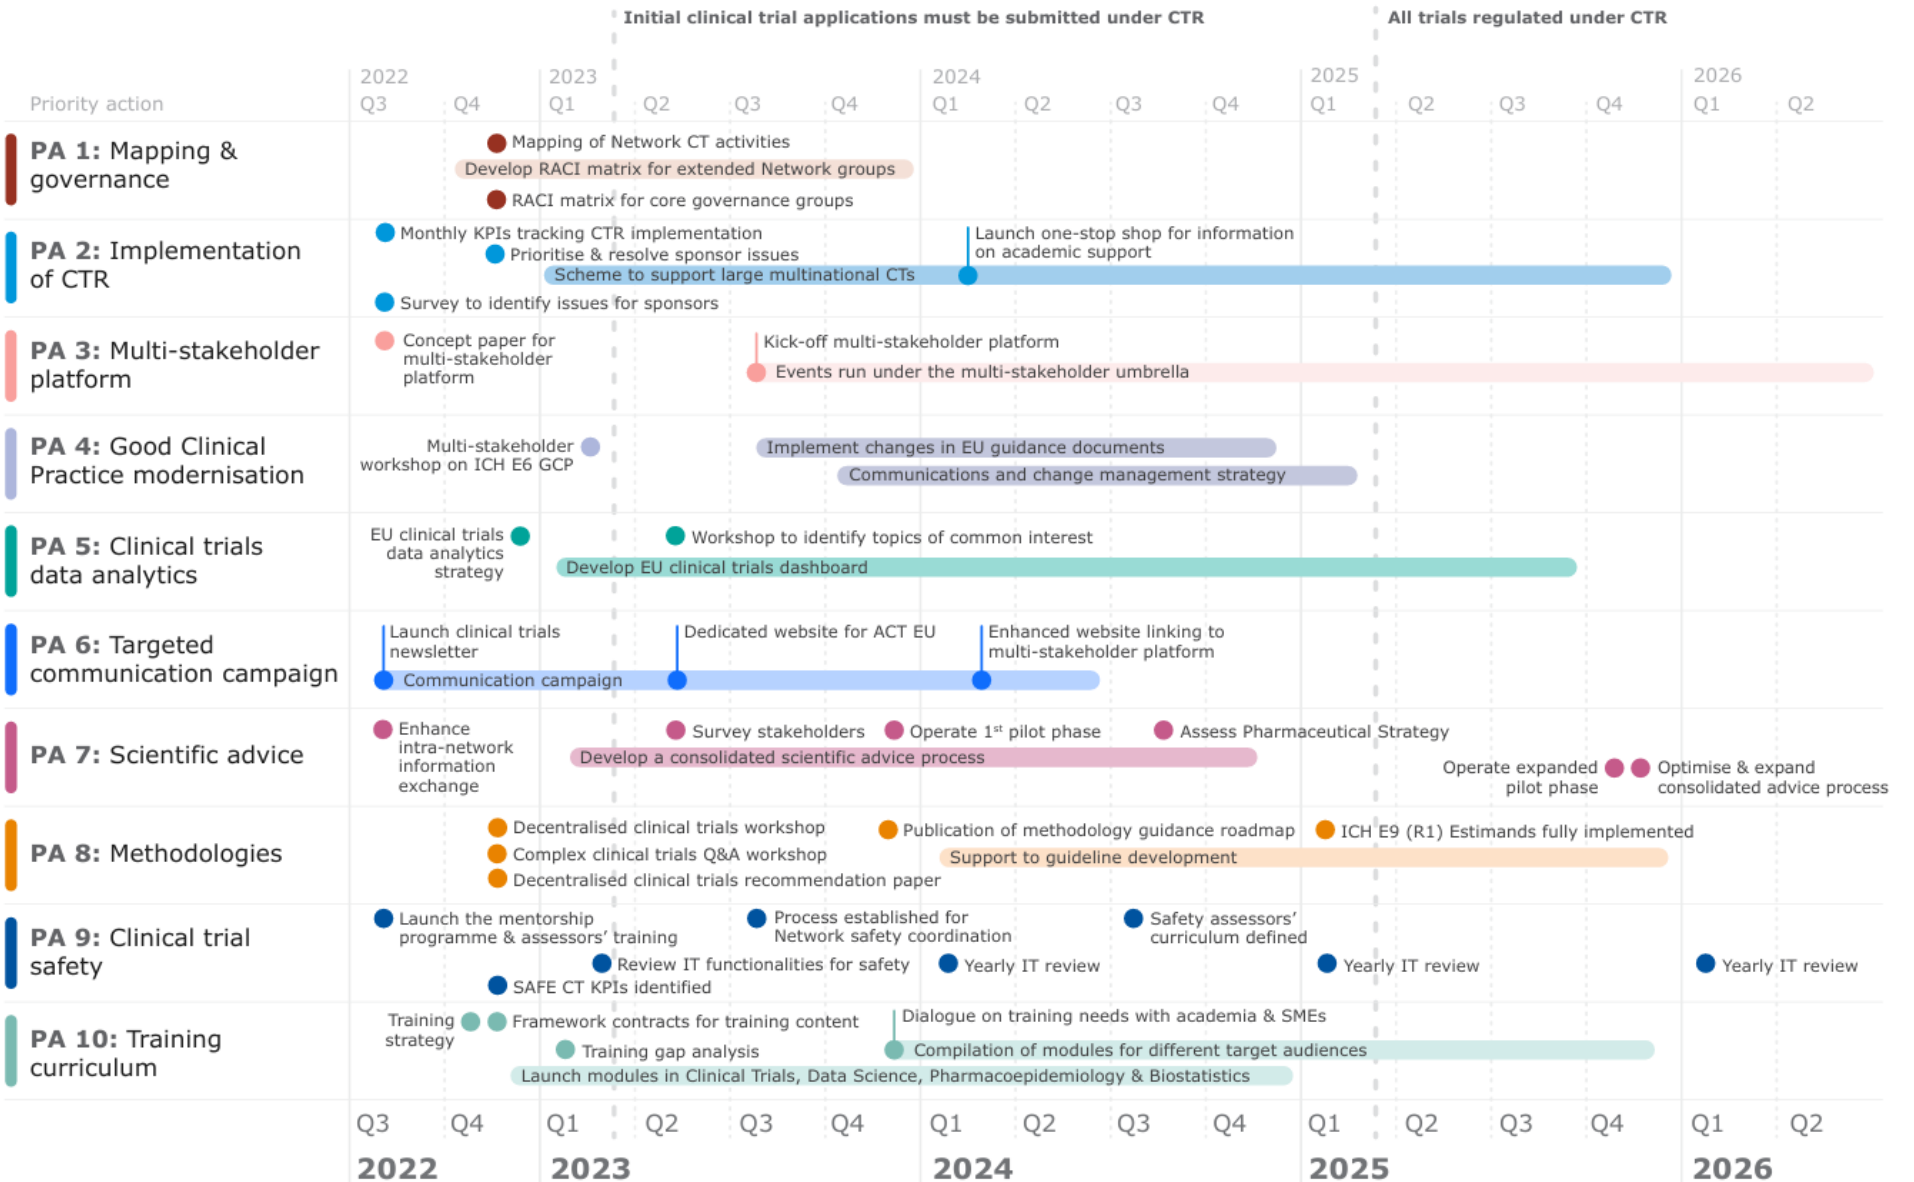 Initial clinical trial applications must be submitted under CTR
All trials regulated under CTR
2022 2023 2024 2025 2026
Priority action Q3 Q4 Q1 Q2 Q3 Q4 Q1 Q2 Q3 Q4 Q1 Q2 Q3 Q4 Q1 Q2
PA 1: Mapping &
governance
Mapping of Network CT activities
Develop RACI matrix for extended Network groups
RACI matrix for core governance groups
PA 2: Implementation
of CTR
Monthly KPIs tracking CTR implementation
Prioritise & resolve sponsor issues
Scheme to support large multinational CTs
Survey to identify issues for sponsors
Launch one-stop shop for information
on academic support
PA 3: Multi-stakeholder
platform
Concept paper for
multi-stakeholder
platform
Kick-off multi-stakeholder platform
Events run under the multi-stakeholder umbrella
PA 4: Good Clinical
Practice modernisation
Multi-stakeholder
workshop on ICH E6 GCP
Implement changes in EU guidance documents
Communications and change management strategy
PA 5: Clinical trials
data analytics
EU clinical trials
data analytics
strategy
Workshop to identify topics of common interest
Develop EU clinical trials dashboard
PA 6: Targeted
communication campaign
Launch clinical trials
newsletter
Dedicated website for ACT EU
Enhanced website linking to
multi-stakeholder platform
Communication campaign
PA 7: Scientific advice
Enhance
intra-network
information
exchange
Survey stakeholders
Operate 1st pilot phase
Assess Pharmaceutical Strategy
Develop a consolidated scientific advice process
Operate expanded
pilot phase
Optimise & expand
consolidated advice process
PA 8: Methodologies
Decentralised clinical trials workshop
Complex clinical trials Q&A workshop
Decentralised clinical trials recommendation paper
Publication of methodology guidance roadmap
ICH E9 (R1) Estimands fully implemented
Support to guideline development
PA 9: Clinical trial
safety
Launch the mentorship
programme & assessors’ training
Process established for
Network safety coordination
Safety assessors’
curriculum defined
Review IT functionalities for safety
Yearly IT review
Yearly IT review
Yearly IT review
SAFE CT KPIs identified
PA 10: Training
curriculum
Training
strategy
Framework contracts for training content
Training gap analysis
Dialogue on training needs with academia & SMEs
Compilation of modules for different target audiences
Launch modules in Clinical Trials, Data Science, Pharmacoepidemiology & Biostatistics
Q3 Q4 Q1 Q2 Q3 Q4 Q1 Q2 Q3 Q4 Q1 Q2 Q3 Q4 Q1 Q2
2022 2023 2024 2025 2026